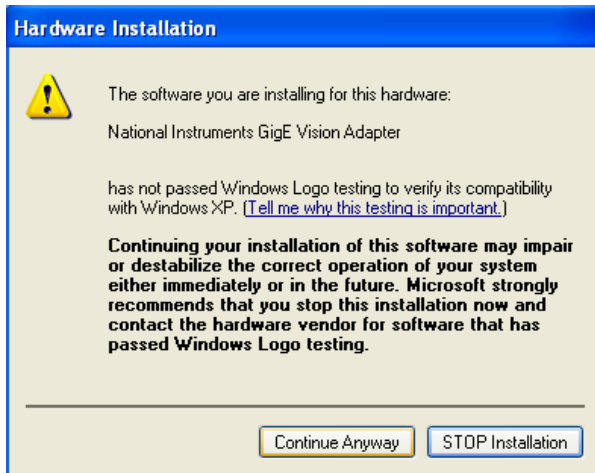 Hardware Installation
The software you are installing for this hardware:
National Instruments GigE Vision Adapter
has not passed Windows Logo testing to verify its compatibility
with Windows XP. (Tell me why this testing is important.)
Continuing your installation of this software may impair
or destabilize the correct operation of your system
either immediately or in the future. Microsoft strongly
recommends that you stop this installation now and
contact the hardware vendor for software that has
passed Windows Logo testing.
Continue Anyway STOP Installation